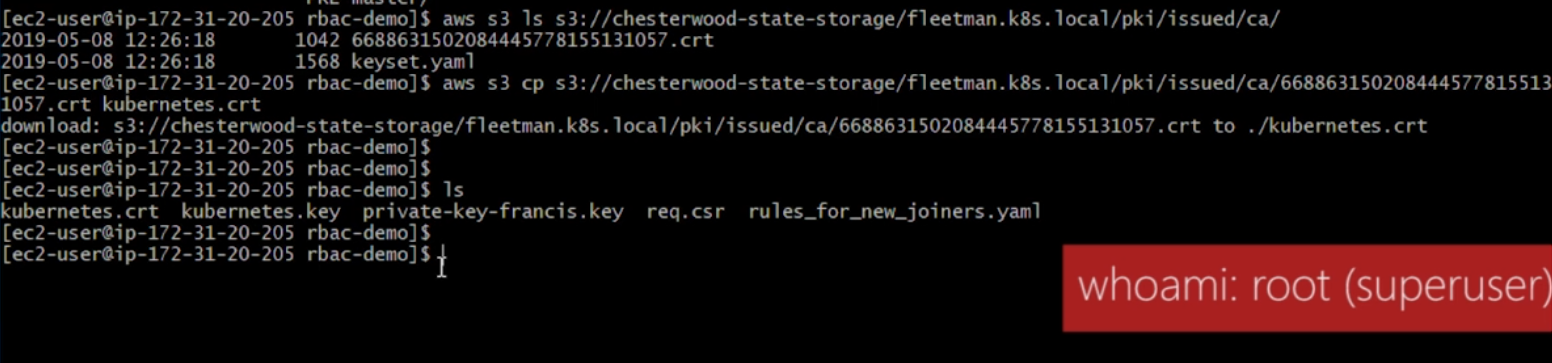 [ec2-user@ip-172-31-20-205 rbac-demo]$ aws s3 ls s3://chesterwood-state-storage/fleetman.k8s.local/pki/issued/ca/
2019-05-08 12:26:18       1042 6688631502084445778155131057.crt
2019-05-08 12:26:18       1568 keyset.yaml
[ec2-user@ip-172-31-20-205 rbac-demo]$ aws s3 cp s3://chesterwood-state-storage/fleetman.k8s.local/pki/issued/ca/668863150208444577815513
1057.crt kubernetes.crt
download: s3://chesterwood-state-storage/fleetman.k8s.local/pki/issued/ca/6688631502084445778155131057.crt to ./kubernetes.crt
[ec2-user@ip-172-31-20-205 rbac-demo]$
[ec2-user@ip-172-31-20-205 rbac-demo]$
[ec2-user@ip-172-31-20-205 rbac-demo]$ ls
kubernetes.crt  kubernetes.key  private-key-francis.key  req.csr  rules_for_new_joiners.yaml
[ec2-user@ip-172-31-20-205 rbac-demo]$
[ec2-user@ip-172-31-20-205 rbac-demo]$
whoami: root (superuser)